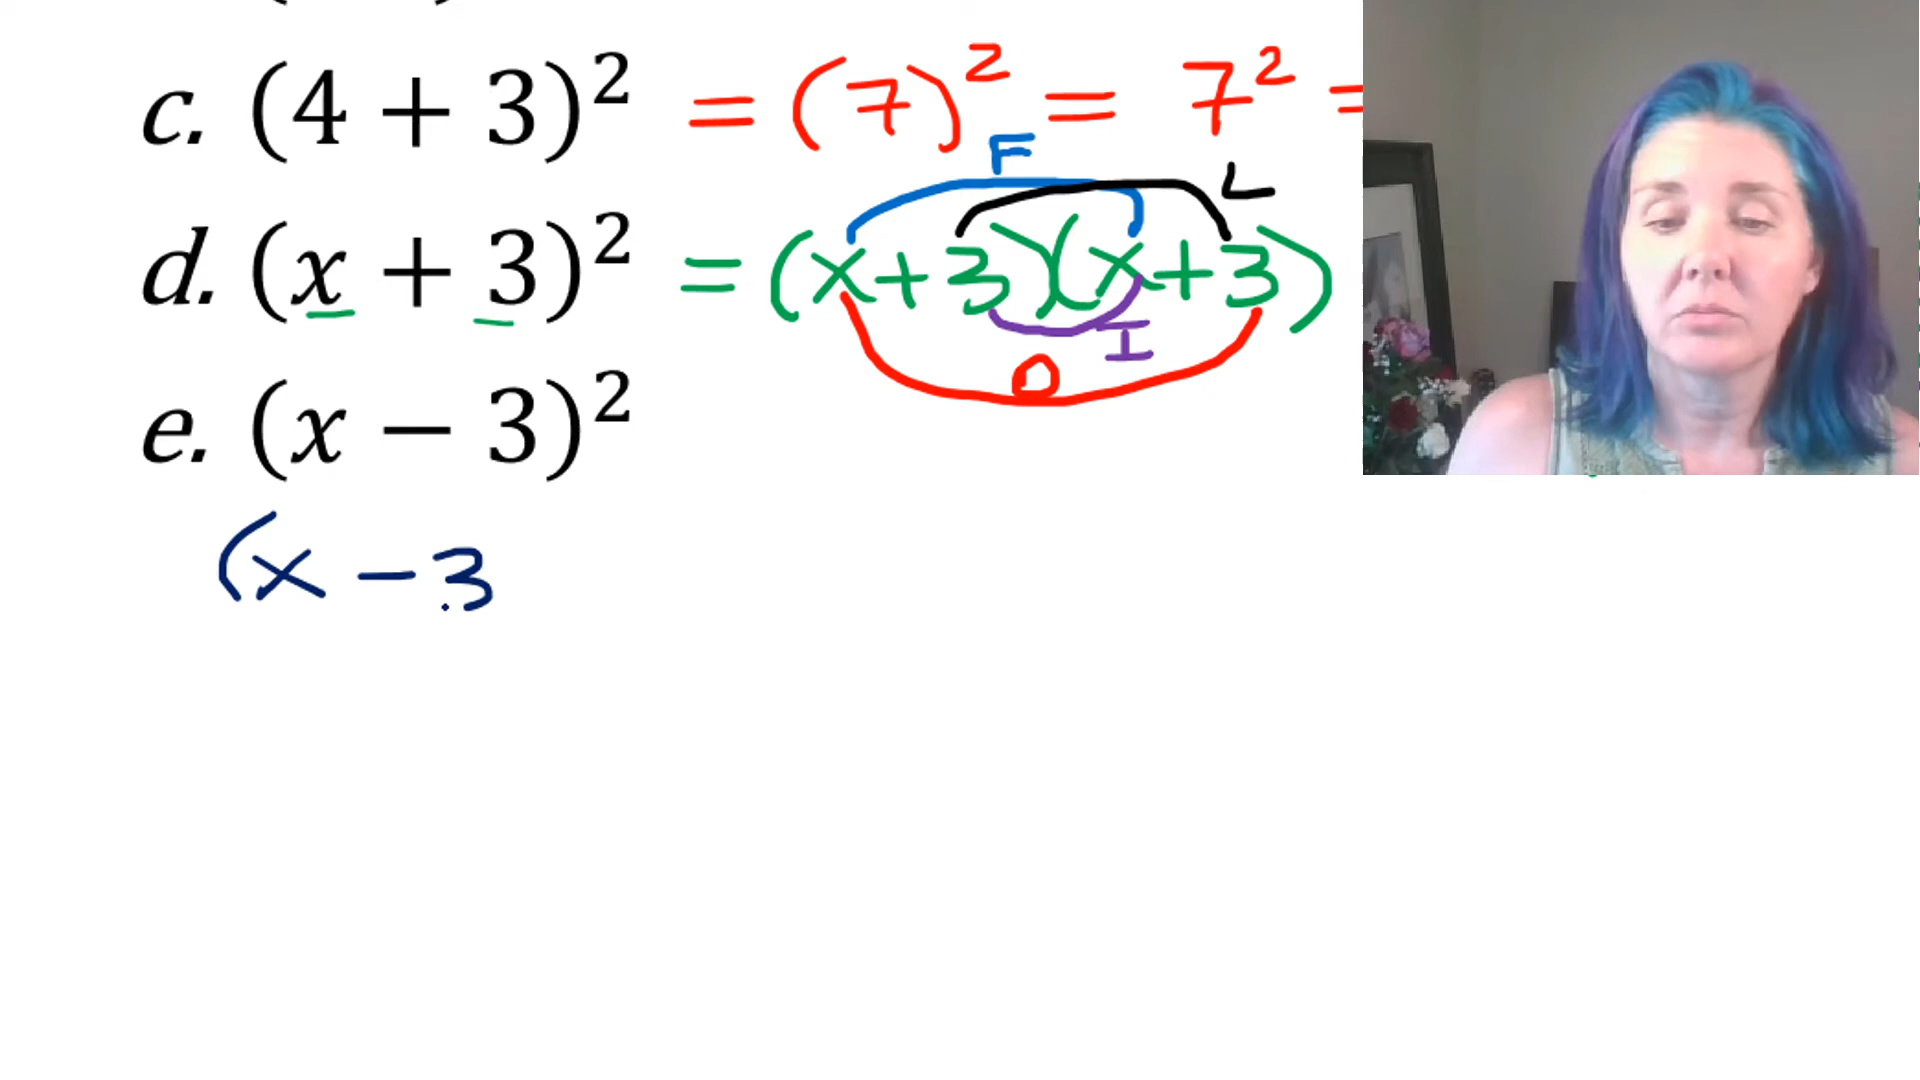 c. (4 + 3)² = (7)² = 7² =
F
L
d. (x + 3)² = (x+3)(x+3)
I
O
e. (x − 3)²
(x − 3